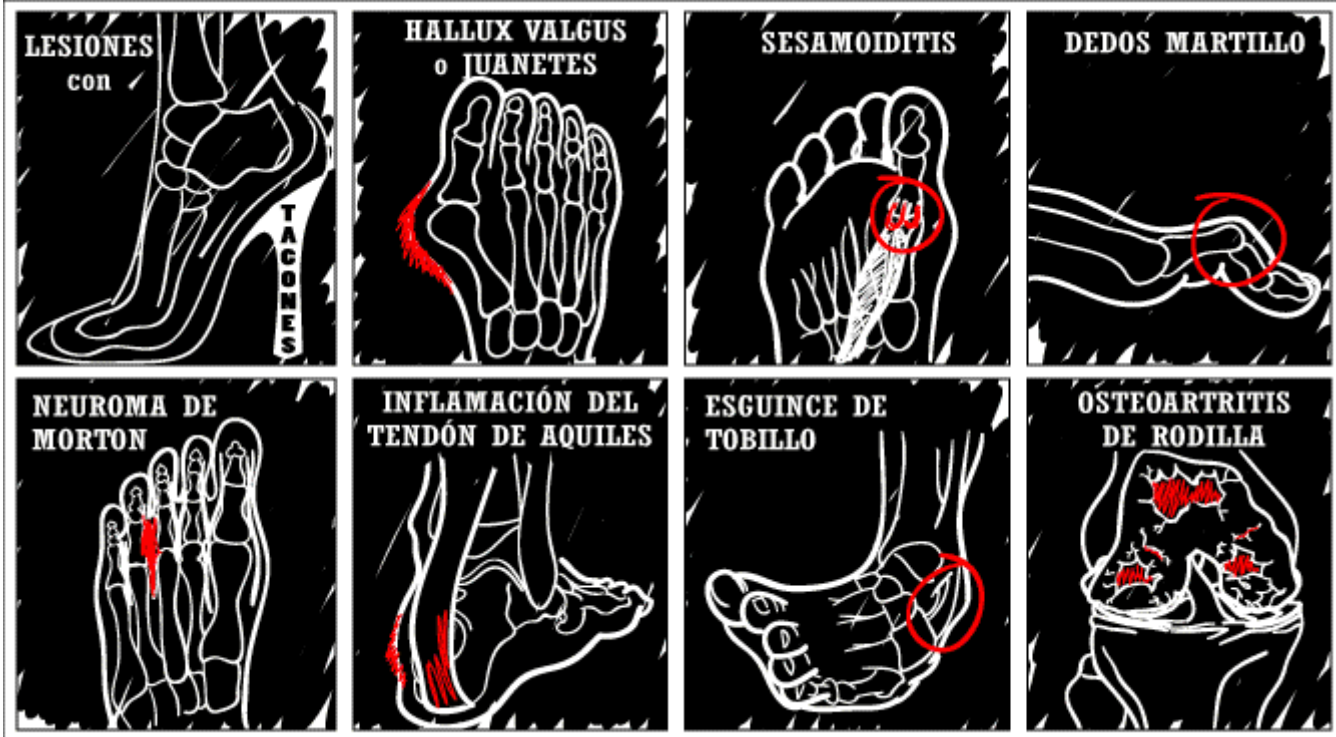 LESIONES
con
TACONES
HALLUX VALGUS
o JUANETES
SESAMOIDITIS
DEDOS MARTILLO
NEUROMA DE
MORTON
INFLAMACIÓN DEL
TENDÓN DE AQUILES
ESGUINCE DE
TOBILLO
OSTEOARTRITIS
DE RODILLA